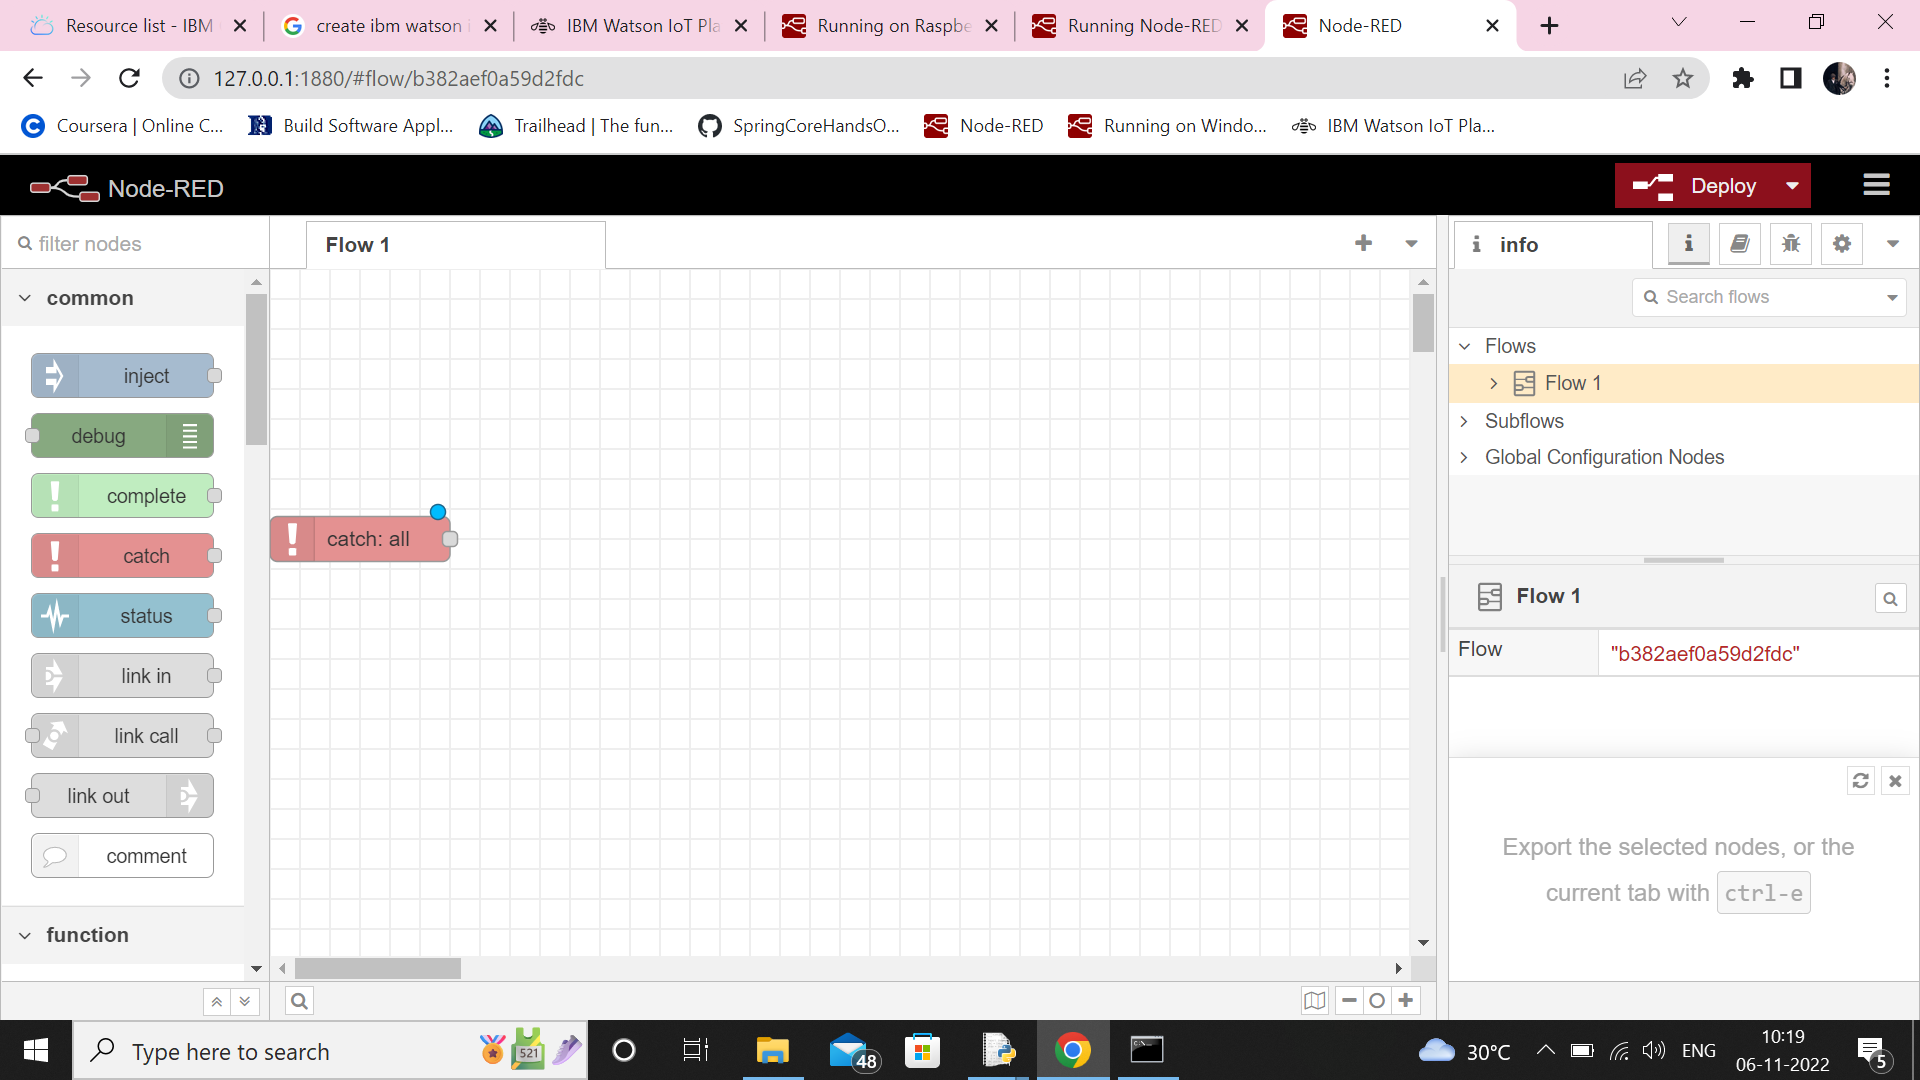 Resource list - IBM
create ibm watson i
IBM Watson IoT Pla
Running on Raspbe
Running Node-RED
Node-RED
127.0.0.1:1880/#flow/b382aef0a59d2fdc
Coursera | Online C...
Build Software Appl...
Trailhead | The fun...
SpringCoreHandsO...
Node-RED
Running on Windo...
IBM Watson IoT Pla...
Node-RED
Deploy
filter nodes
Flow 1
info
common
Search flows
inject
debug
complete
catch
status
link in
link call
link out
comment
function
catch: all
Flows
Flow 1
Subflows
Global Configuration Nodes
Flow 1
Flow
"b382aef0a59d2fdc"
Export the selected nodes, or the
current tab with ctrl-e
Type here to search
521
48
30°C
ENG
10:19
06-11-2022
5